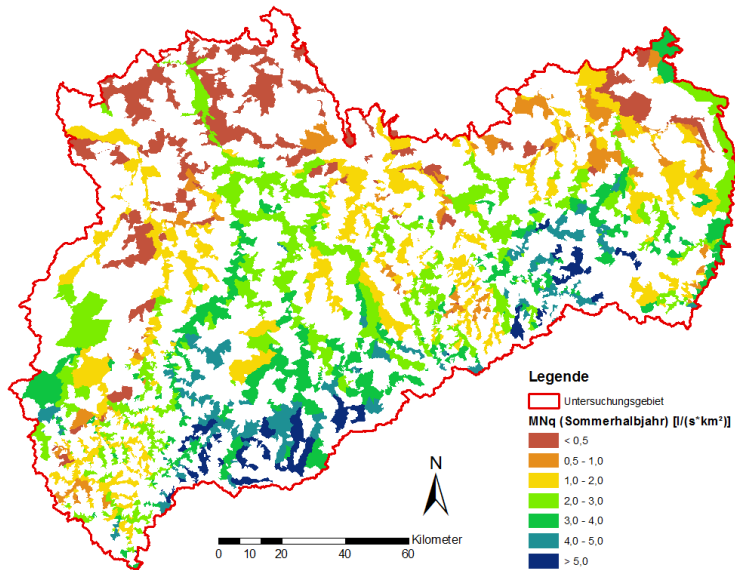 Legende
Untersuchungsgebiet
MNq (Sommerhalbjahr) [l/(s*km²)]
< 0,5
0,5 - 1,0
1,0 - 2,0
2,0 - 3,0
3,0 - 4,0
4,0 - 5,0
> 5,0
N
Kilometer
0 10 20 40 60